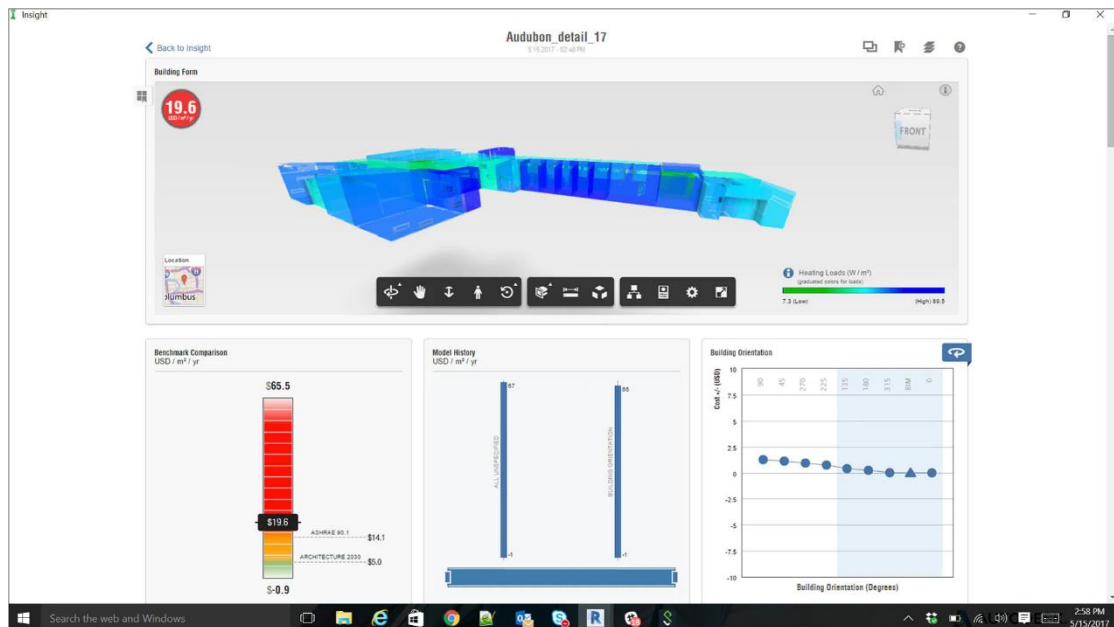 Insight
Back to Insight
Audubon_detail_17
5.15.2017 - 02:48 PM
Building Form
19.6
USD / m² / yr
FRONT
Location
olumbus
Heating Loads (W / m²)
(graduated colors for loads)
7.3 (Low)
(High) 89.5
Benchmark Comparison
USD / m² / yr
$65.5
$19.6
ASHRAE 90.1
$14.1
ARCHITECTURE 2030
$5.0
$-0.9
Model History
USD / m² / yr
67
ALL UNSPECIFIED
-1
66
BUILDING ORIENTATION
-1
Building Orientation
Cost +/- (USD)
10
7.5
5
2.5
0
-2.5
-5
-7.5
-10
90
45
270
225
135
180
315
BIM
0
Building Orientation (Degrees)
Search the web and Windows
2:58 PM
5/15/2017